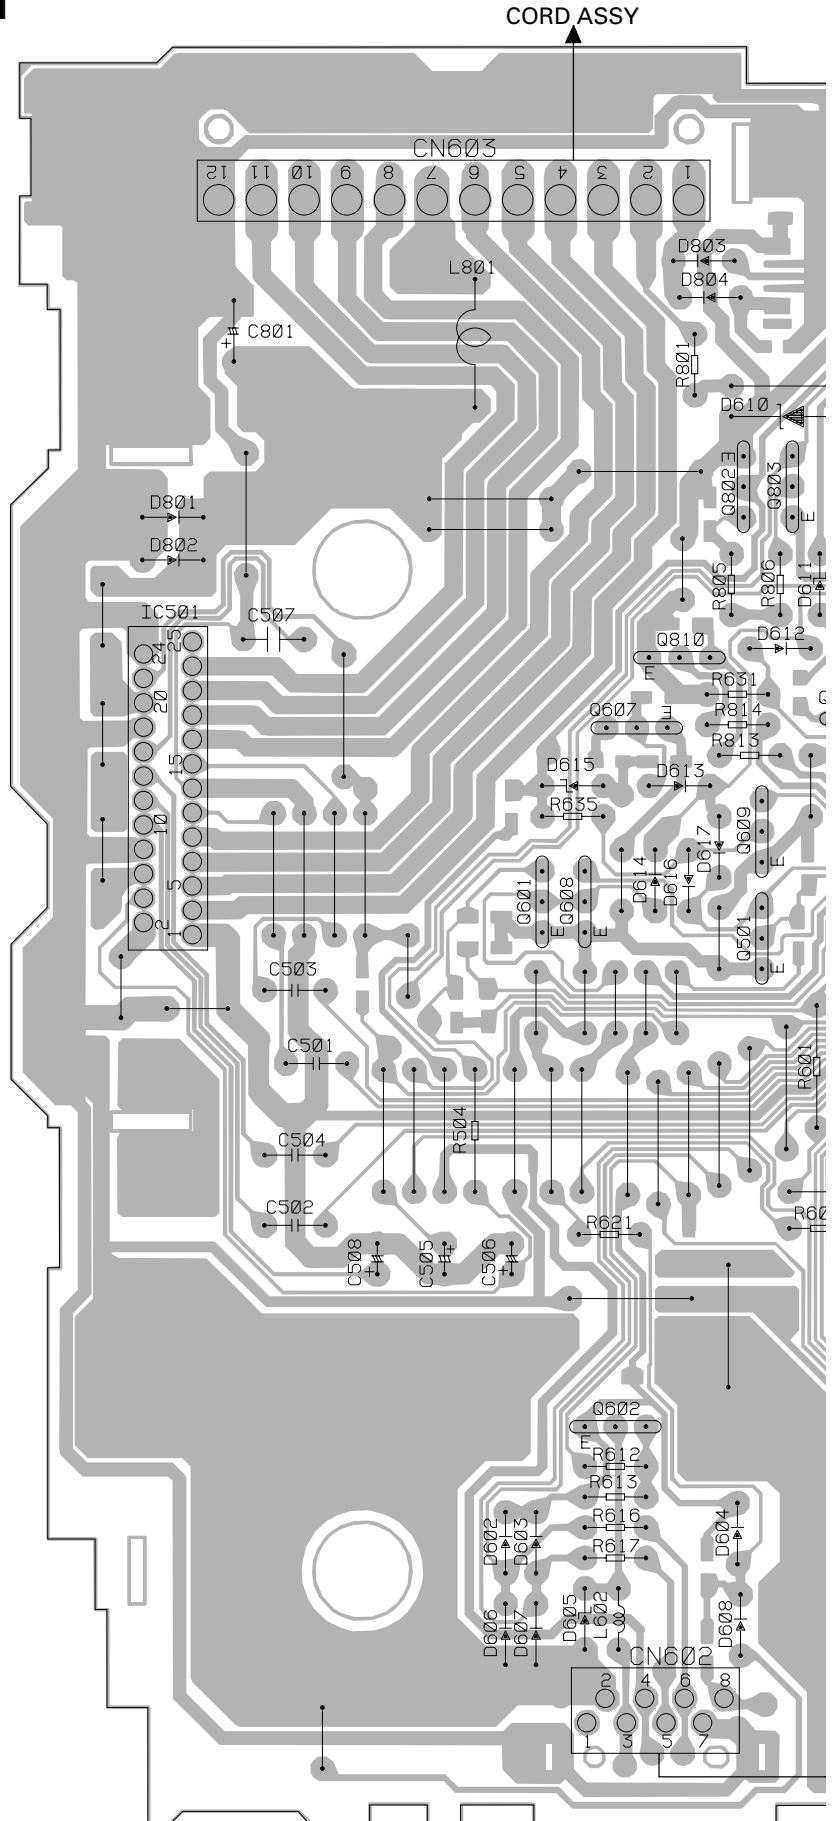 CORD ASSY
CN603
12 11 10 9 8 7 6 5 4 3 2 1
D803
L801
D804
C801
R801
D610
E
Q802
Q803
D801
E
D802
R805
R806
D611
IC501
C507
D612
Q810
24
25
E
R631
20
Q607
E
R814
R813
15
D615
D613
R635
10
Q609
D617
E
D614
D616
5
Q601
Q608
2
1
E
E
Q501
E
C503
C501
R601
R504
C504
C502
R621
R60
C508
C505
C506
+
+
+
Q602
E
R612
R613
R616
D602
D603
D604
R617
D605
L602
D606
D607
D608
CN602
2 4 6 8
1 3 5 7